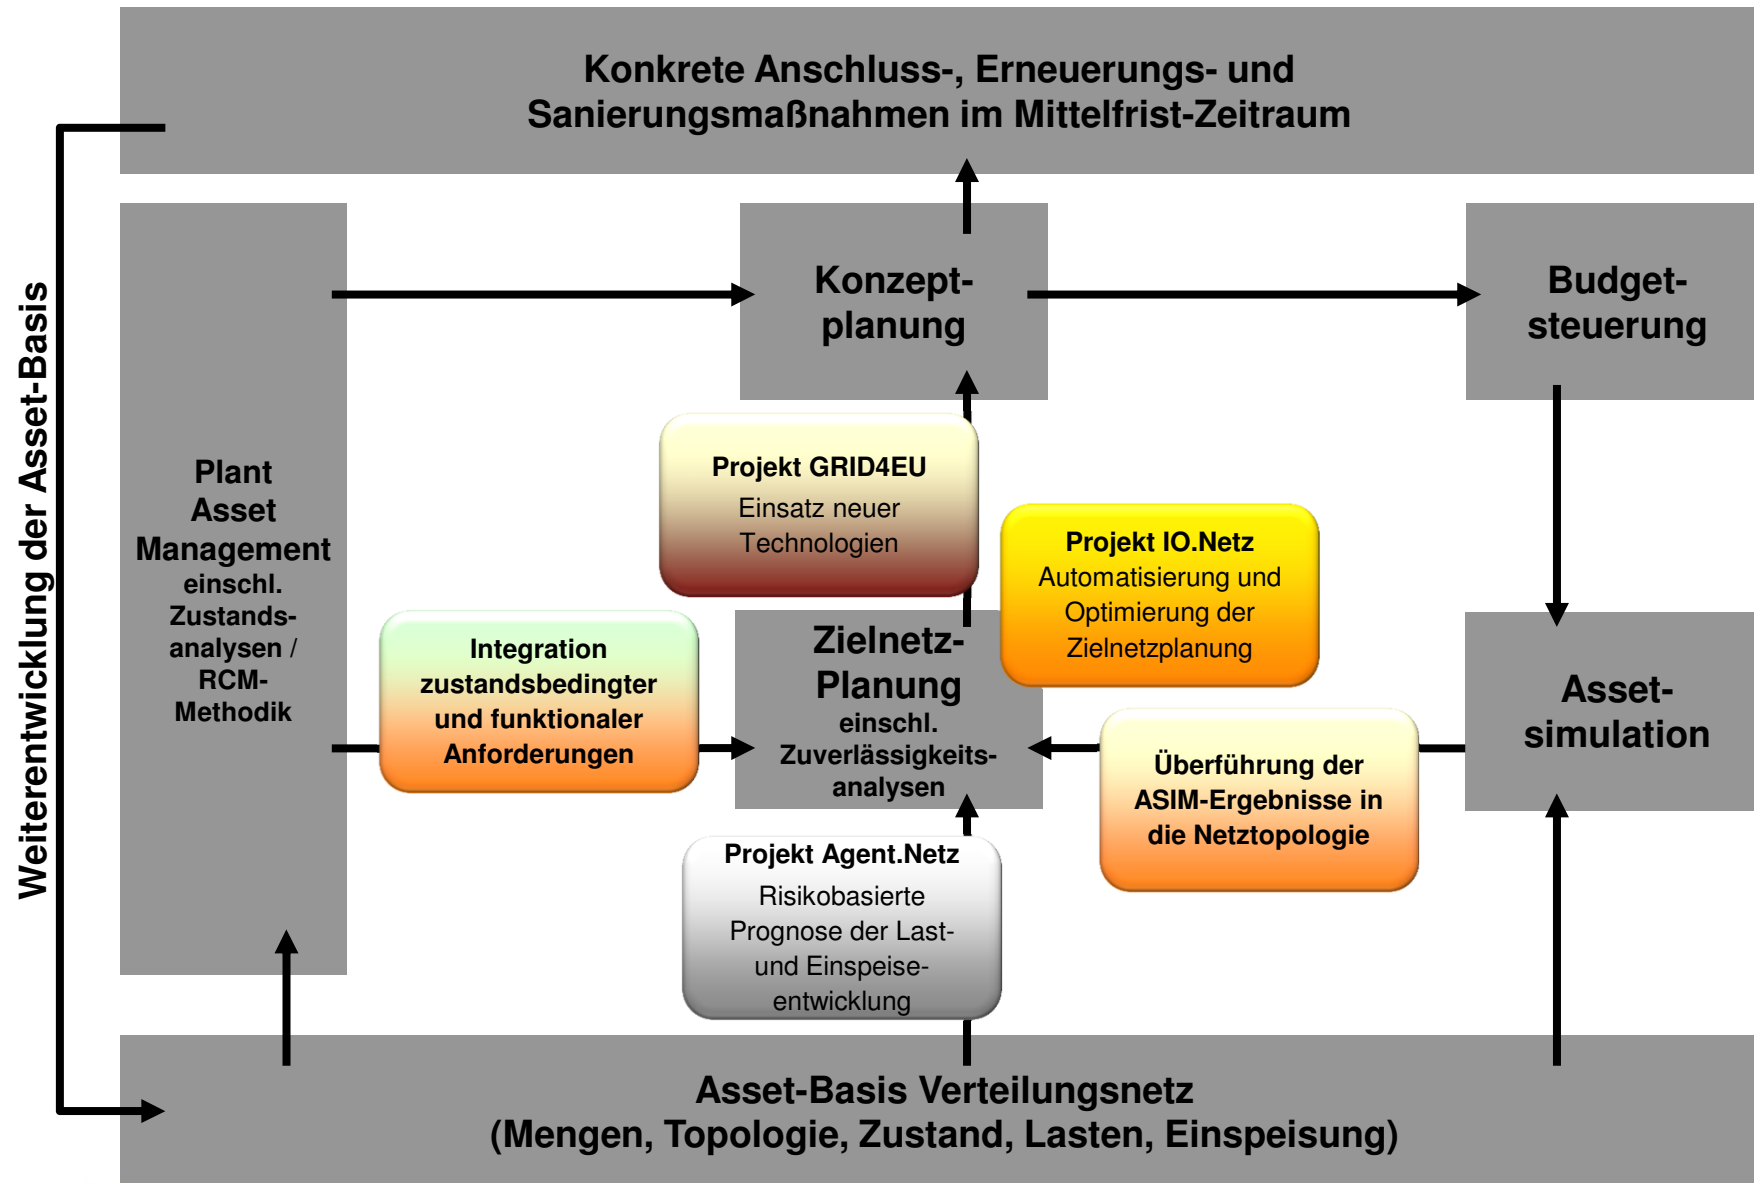 Konkrete Anschluss-, Erneuerungs- und
Sanierungsmaßnahmen im Mittelfrist-Zeitraum
Weiterentwicklung der Asset-Basis
Plant
Asset
Management
einschl.
Zustands-
analysen /
RCM-
Methodik
Konzept-
planung
Budget-
steuerung
Projekt GRID4EU
Einsatz neuer
Technologien
Projekt IO.Netz
Automatisierung und
Optimierung der
Zielnetzplanung
Integration
zustandsbedingter
und funktionaler
Anforderungen
Zielnetz-
Planung
einschl.
Zuverlässigkeits-
analysen
Asset-
simulation
Überführung der
ASIM-Ergebnisse in
die Netztopologie
Projekt Agent.Netz
Risikobasierte
Prognose der Last-
und Einspeise-
entwicklung
Asset-Basis Verteilungsnetz
(Mengen, Topologie, Zustand, Lasten, Einspeisung)